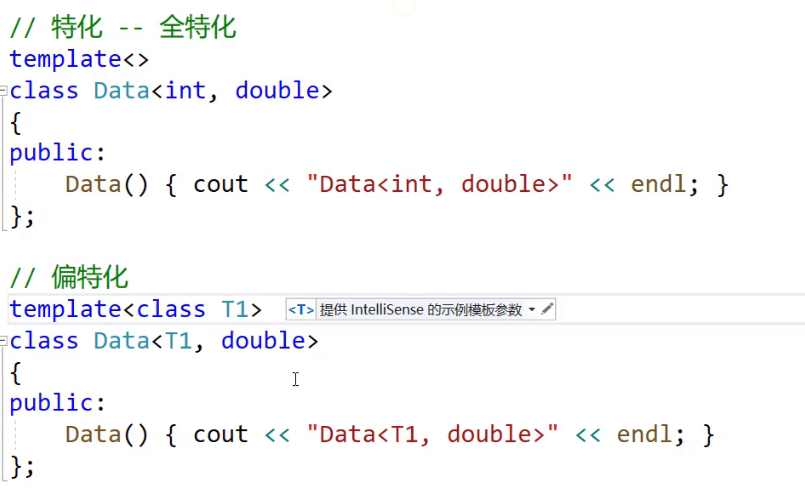 // 特化 -- 全特化
template<>
class Data<int, double>
{
public:
    Data() { cout << "Data<int, double>" << endl; }
};

// 偏特化
template<class T1> <T> 提供 IntelliSense 的示例模板参数
class Data<T1, double>
{
public:
    Data() { cout << "Data<T1, double>" << endl; }
};